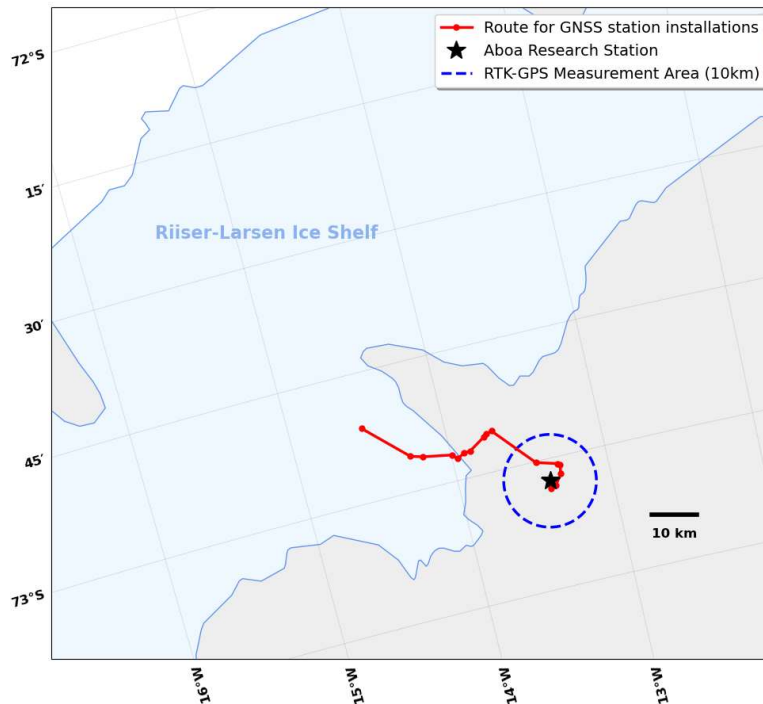 Route for GNSS station installations
Aboa Research Station
RTK-GPS Measurement Area (10km)
72°S
15′
30′
45′
73°S
Riiser-Larsen Ice Shelf
10 km
16°W
15°W
14°W
13°W